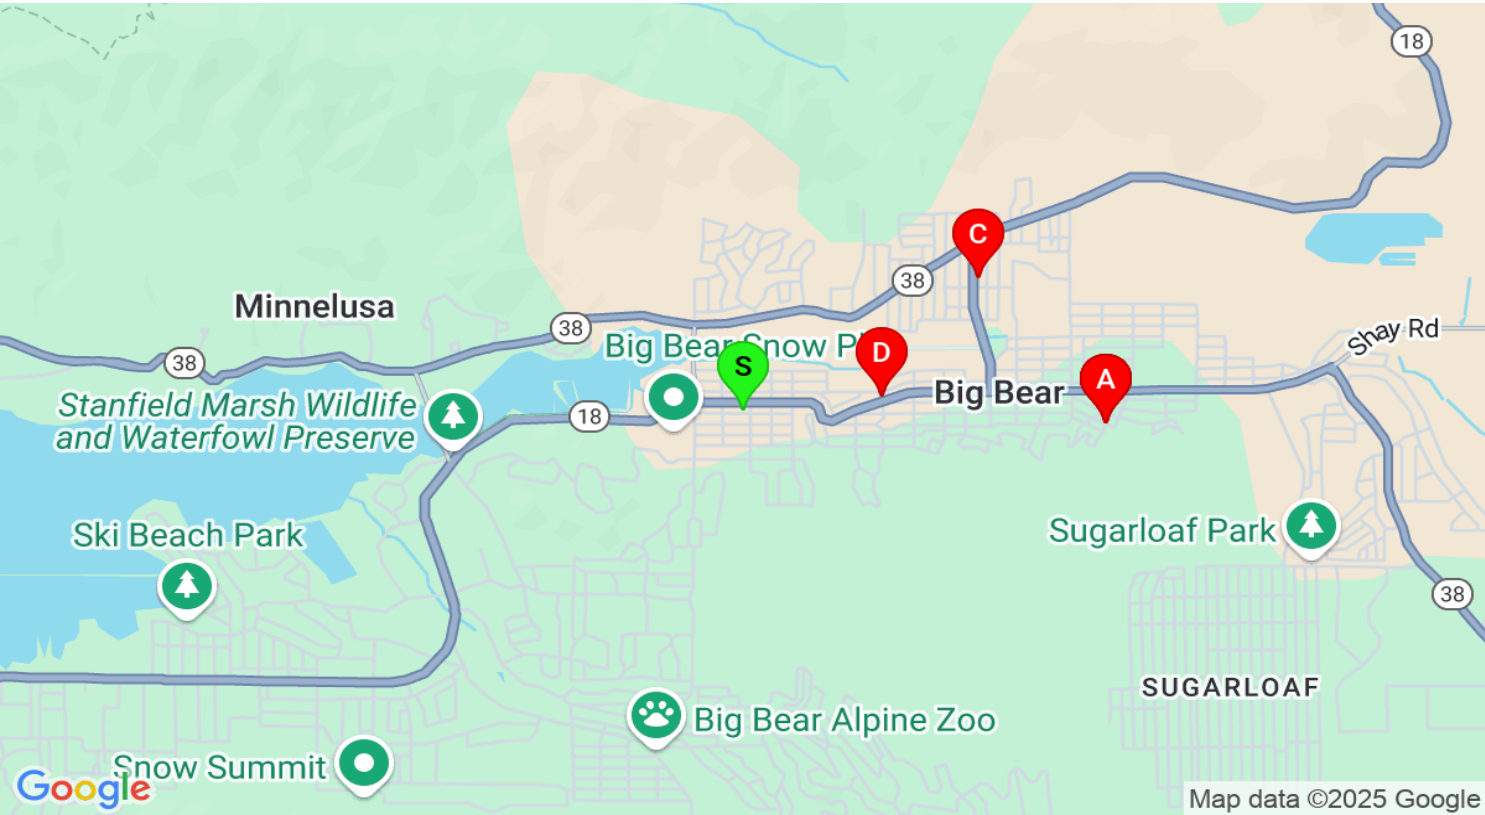 18
C
38
Minnelusa
38
38
Shay Rd
Big Bear Snow Pl
S
D
Big Bear
A
Stanfield Marsh Wildlife
and Waterfowl Preserve
18
Ski Beach Park
Sugarloaf Park
38
SUGARLOAF
Big Bear Alpine Zoo
Snow Summit
Google
Map data ©2025 Google